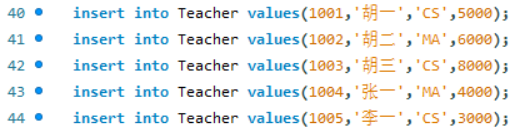 40 insert into Teacher values(1001,'胡一','CS',5000);
41 insert into Teacher values(1002,'胡二','MA',6000);
42 insert into Teacher values(1003,'胡三','CS',8000);
43 insert into Teacher values(1004,'张一','MA',4000);
44 insert into Teacher values(1005,'李一','CS',3000);